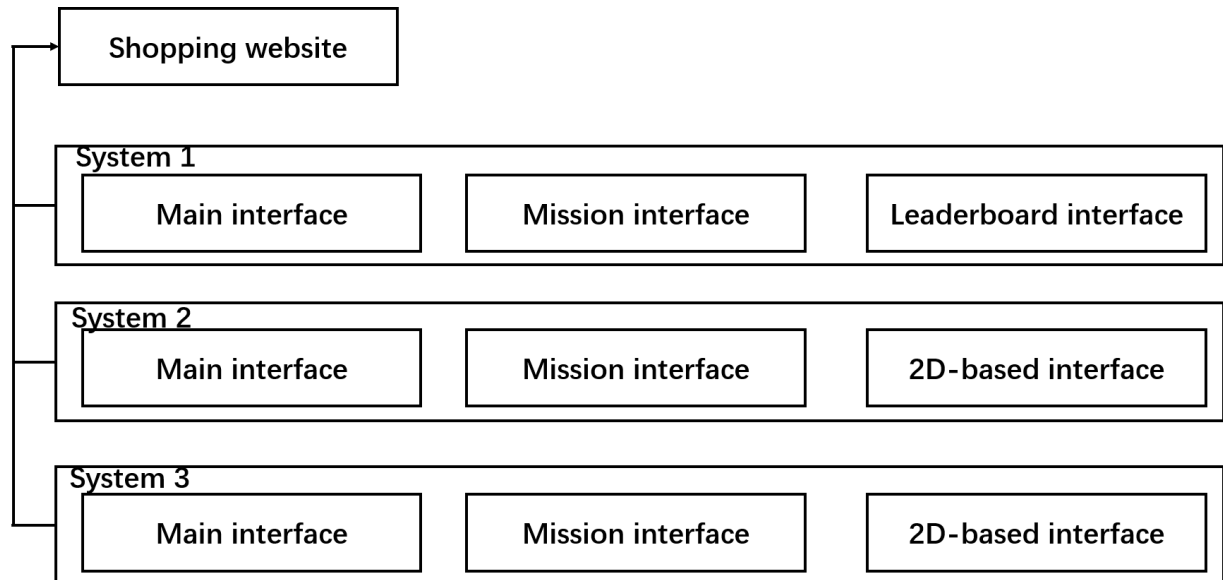 Shopping website
System 1
Main interface
Mission interface
Leaderboard interface
System 2
Main interface
Mission interface
2D-based interface
System 3
Main interface
Mission interface
2D-based interface